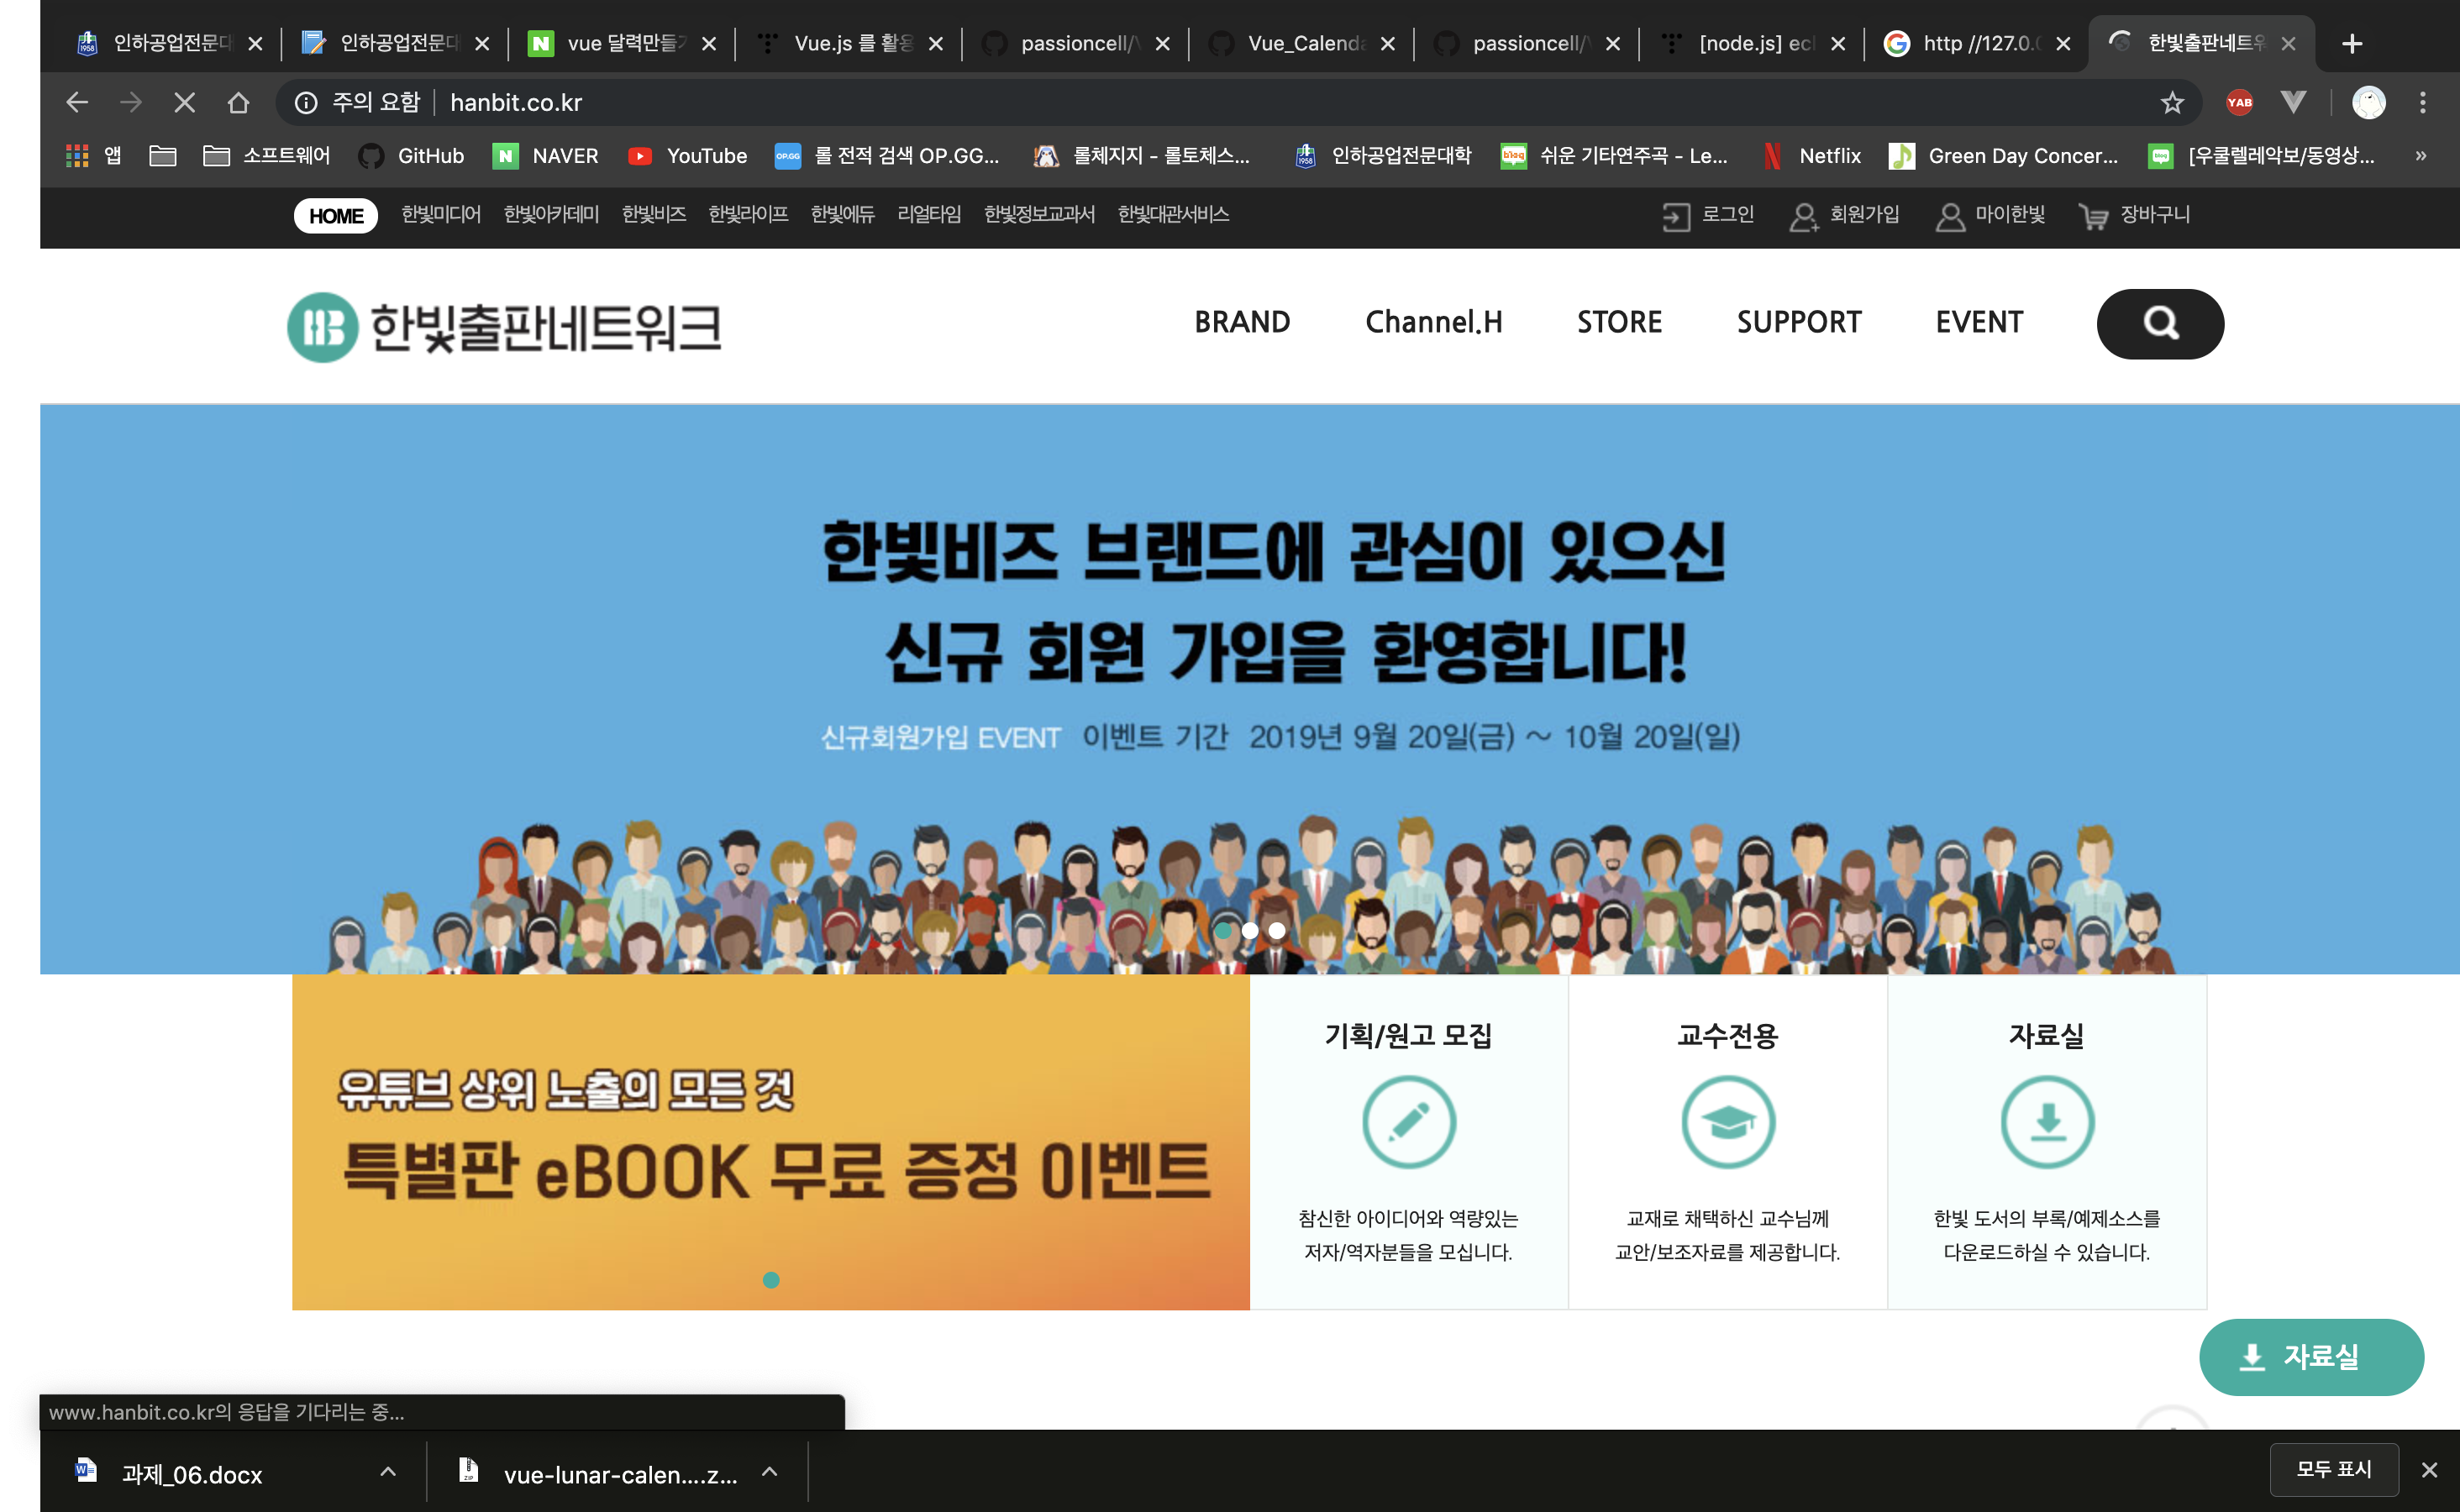 인하공업전문대
인하공업전문대
vue 달력만들기
Vue.js 를 활용
passioncell/V
Vue_Calenda
passioncell/V
[node.js] ecl
http //127.0.0
한빛출판네트워
주의 요함
hanbit.co.kr
YAB
앱
소프트웨어
GitHub
NAVER
YouTube
OP.GG
롤 전적 검색 OP.GG...
롤체지지 - 롤토체스...
인하공업전문대학
쉬운 기타연주곡 - Le...
Netflix
Green Day Concer...
[우쿨렐레악보/동영상...
»
HOME 한빛미디어 한빛아카데미 한빛비즈 한빛라이프 한빛에듀 리얼타임 한빛정보교과서 한빛대관서비스
로그인 회원가입 마이한빛 장바구니
한빛출판네트워크
BRAND Channel.H STORE SUPPORT EVENT
한빛비즈 브랜드에 관심이 있으신
신규 회원 가입을 환영합니다!
신규회원가입 EVENT 이벤트 기간 2019년 9월 20일(금) ~ 10월 20일(일)
유튜브 상위 노출의 모든 것
특별판 eBOOK 무료 증정 이벤트
기획/원고 모집
참신한 아이디어와 역량있는
저자/역자분들을 모십니다.
교수전용
교재로 채택하신 교수님께
교안/보조자료를 제공합니다.
자료실
한빛 도서의 부록/예제소스를
다운로드하실 수 있습니다.
자료실
www.hanbit.co.kr의 응답을 기다리는 중...
과제_06.docx
vue-lunar-calen....z...
모두 표시